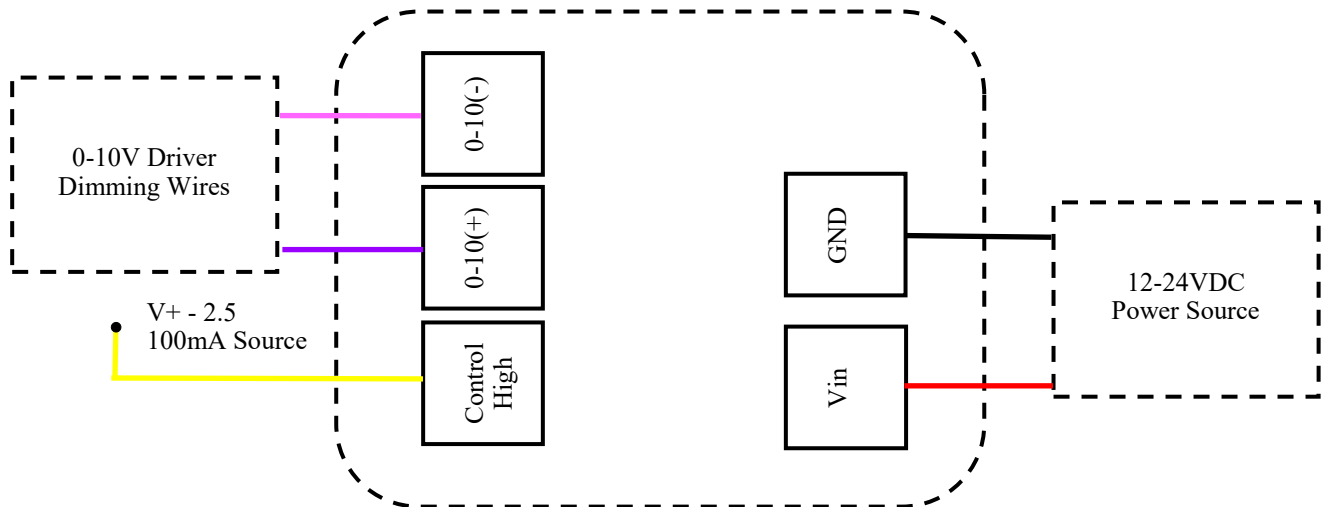 0-10V Driver
Dimming Wires
V+ - 2.5
100mA Source
0-10(-)
0-10(+)
Control
High
GND
Vin
12-24VDC
Power Source